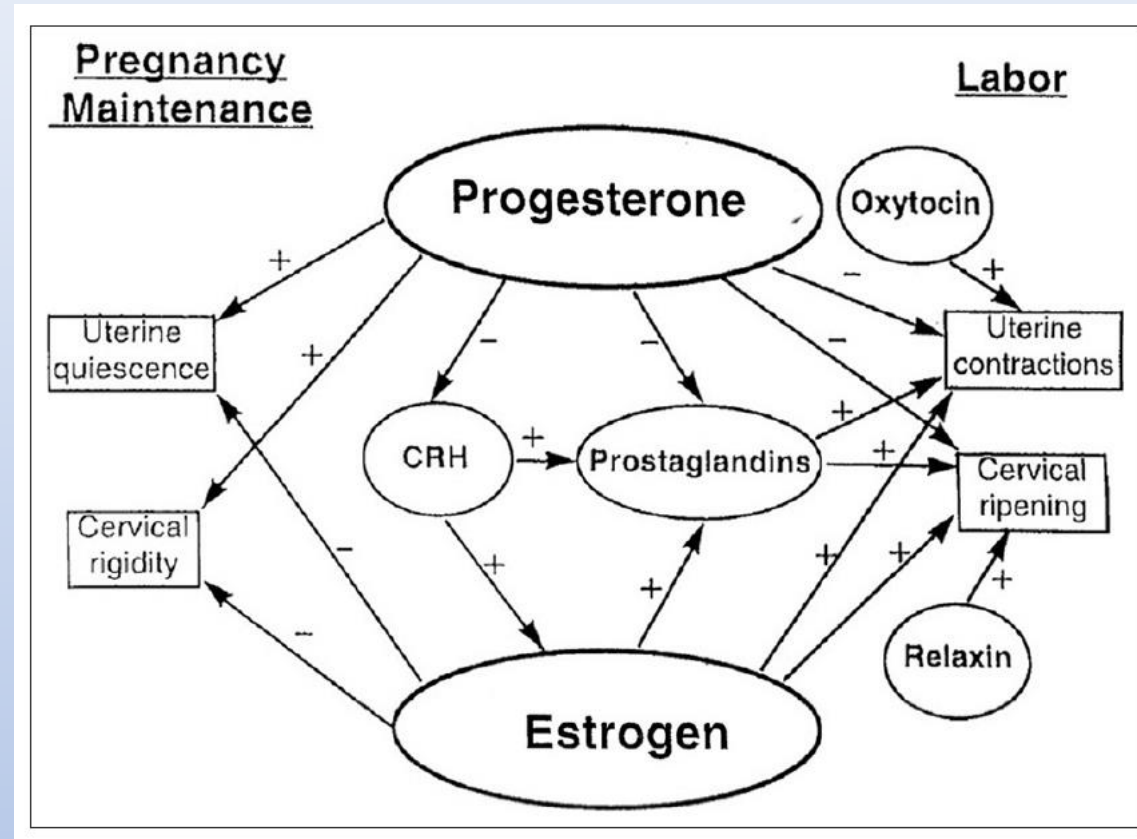 Pregnancy
Maintenance
Labor
Progesterone
Oxytocin
+
-
+
Uterine
quiescence
+
-
-
-
Uterine
contractions
CRH
+
Prostaglandins
+
+
Cervical
ripening
Cervical
rigidity
-
+
+
+
+
+
-
Relaxin
Estrogen